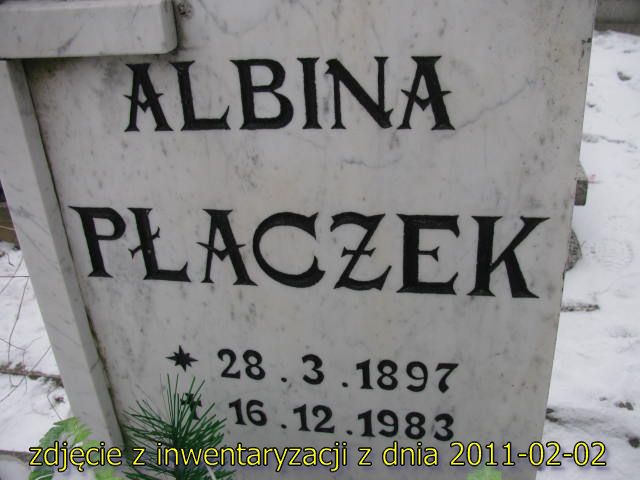 ALBINA
PŁACZEK
* 28.3.1897
† 16.12.1983
zdjęcie z inwentaryzacji z dnia 2011-02-02